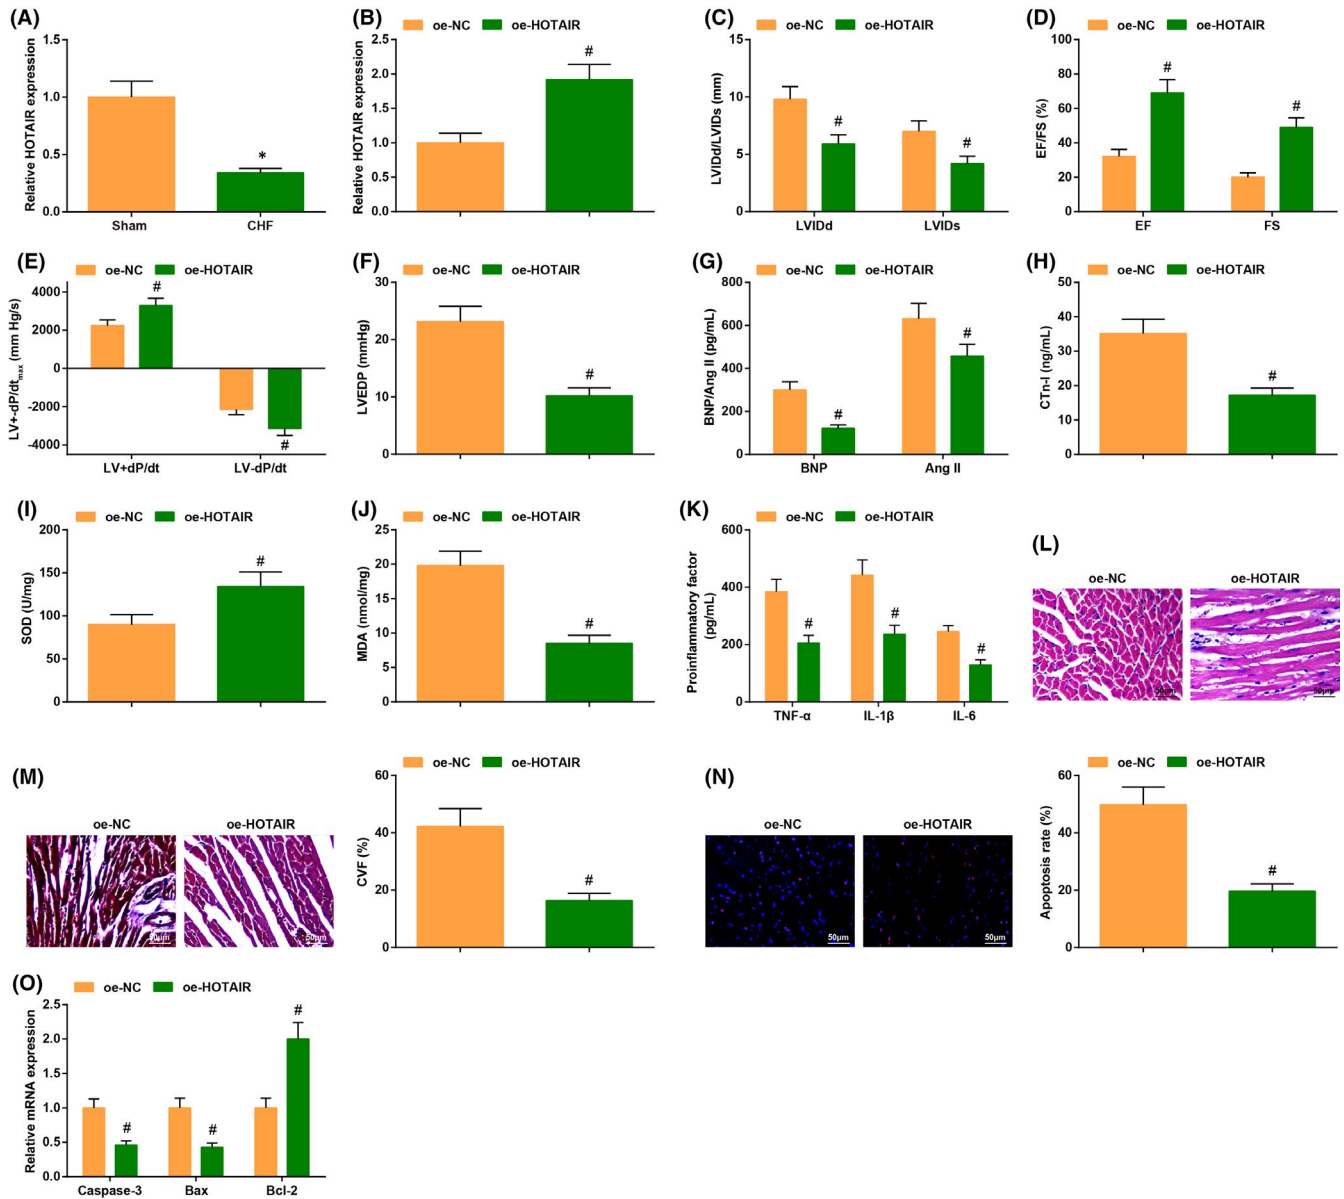 (A)
Relative HOTAIR expression
1.5
1.0
0.5
0.0
Sham
CHF
*
(B)
oe-NC
oe-HOTAIR
Relative HOTAIR expression
2.5
2.0
1.5
1.0
0.5
0.0
#
(C)
oe-NC
oe-HOTAIR
LVIDd/LVIDs (mm)
15
10
5
0
#
#
LVIDd
LVIDs
(D)
oe-NC
oe-HOTAIR
EF/FS (%)
100
80
60
40
20
0
#
#
EF
FS
(E)
oe-NC
oe-HOTAIR
LV+-dP/dtmax (mm Hg/s)
4000
2000
0
-2000
-4000
#
#
LV+dP/dt
LV-dP/dt
(F)
oe-NC
oe-HOTAIR
LVEDP (mmHg)
30
20
10
0
#
(G)
oe-NC
oe-HOTAIR
BNP/Ang II (pg/mL)
800
600
400
200
0
#
#
BNP
Ang II
(H)
oe-NC
oe-HOTAIR
CTn-I (ng/mL)
50
40
30
20
10
0
#
(I)
oe-NC
oe-HOTAIR
SOD (U/mg)
200
150
100
50
0
#
(J)
oe-NC
oe-HOTAIR
MDA (nmol/mg)
25
20
15
10
5
0
#
(K)
oe-NC
oe-HOTAIR
Proinflammatory factor
(pg/mL)
600
400
200
0
#
#
#
TNF-α
IL-1β
IL-6
(L)
oe-NC
oe-HOTAIR
50μm
50μm
(M)
oe-NC
oe-HOTAIR
50μm
50μm
oe-NC
oe-HOTAIR
CVF (%)
60
40
20
0
#
(N)
oe-NC
oe-HOTAIR
50μm
50μm
oe-NC
oe-HOTAIR
Apoptosis rate (%)
60
40
20
0
#
(O)
oe-NC
oe-HOTAIR
Relative mRNA expression
2.5
2.0
1.5
1.0
0.5
0.0
#
#
#
Caspase-3
Bax
Bcl-2